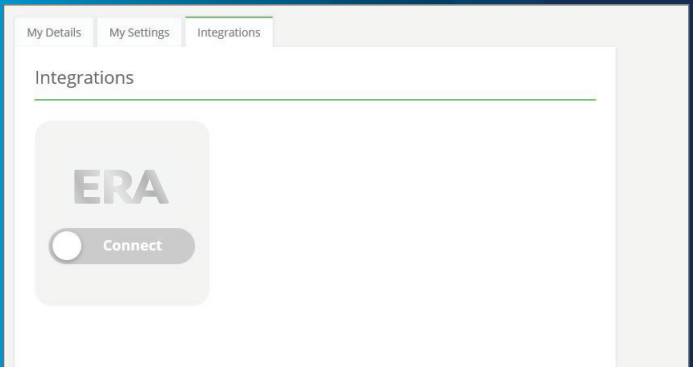 My Details My Settings Integrations
Integrations
ERA
Connect